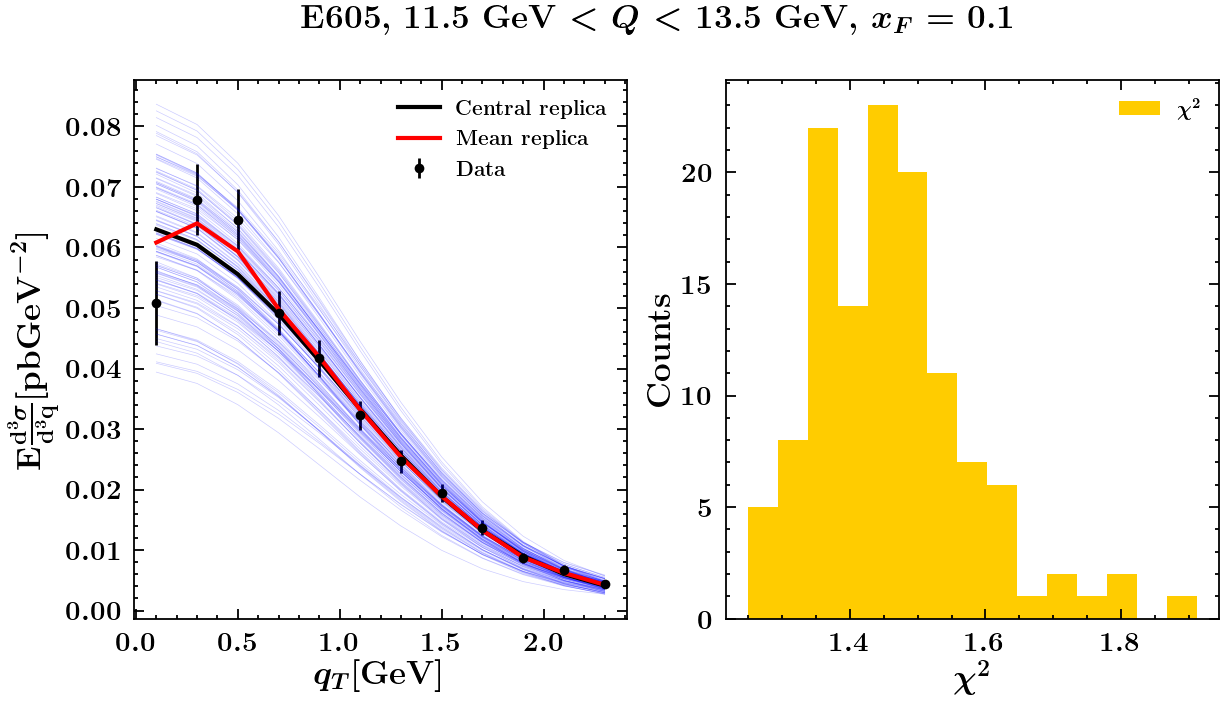 E605, 11.5 GeV < Q < 13.5 GeV, x_F = 0.1
Central replica
Mean replica
Data
0.08
0.07
0.06
0.05
0.04
0.03
0.02
0.01
0.00
0.0 0.5 1.0 1.5 2.0
q_T[GeV]
E d³σ/d³q [pbGeV⁻²]
χ²
20
15
10
5
0
1.4 1.6 1.8
χ²
Counts